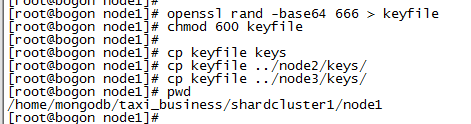 [root@bogon node1]#
[root@bogon node1]# openssl rand -base64 666 > keyfile
[root@bogon node1]# chmod 600 keyfile
[root@bogon node1]#
[root@bogon node1]# cp keyfile keys
[root@bogon node1]# cp keyfile ../node2/keys/
[root@bogon node1]# cp keyfile ../node3/keys/
[root@bogon node1]# pwd
/home/mongodb/taxi_business/shardcluster1/node1
[root@bogon node1]#